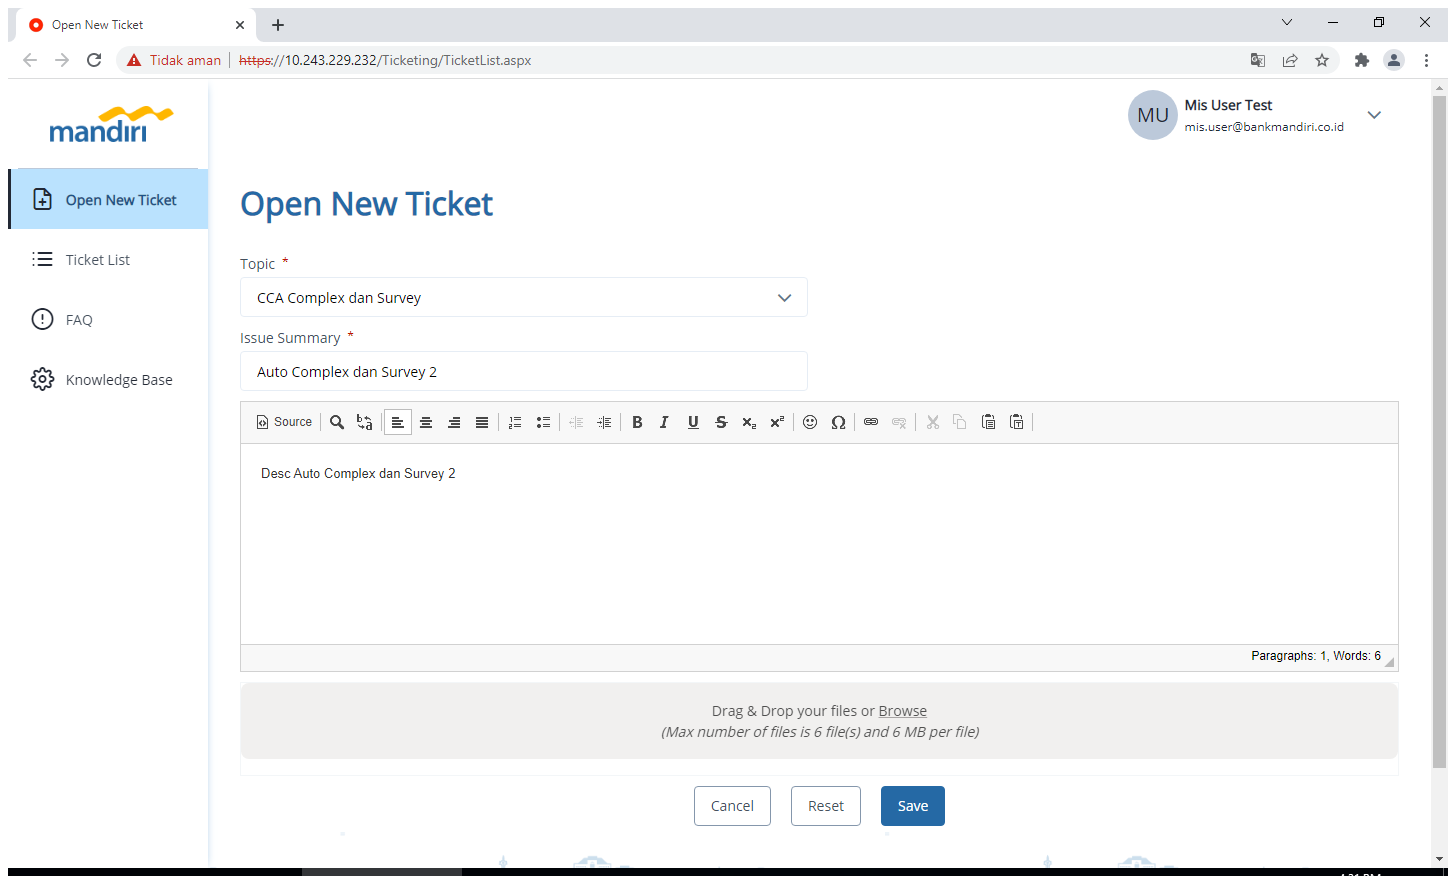 Open New Ticket
Tidak aman https://10.243.229.232/Ticketing/TicketList.aspx
mandiri
MU
Mis User Test
mis.user@bankmandiri.co.id
Open New Ticket
Ticket List
FAQ
Knowledge Base
Open New Ticket
Topic *
CCA Complex dan Survey
Issue Summary *
Auto Complex dan Survey 2
Source
Desc Auto Complex dan Survey 2
Paragraphs: 1, Words: 6
Drag & Drop your files or Browse
(Max number of files is 6 file(s) and 6 MB per file)
Cancel Reset Save